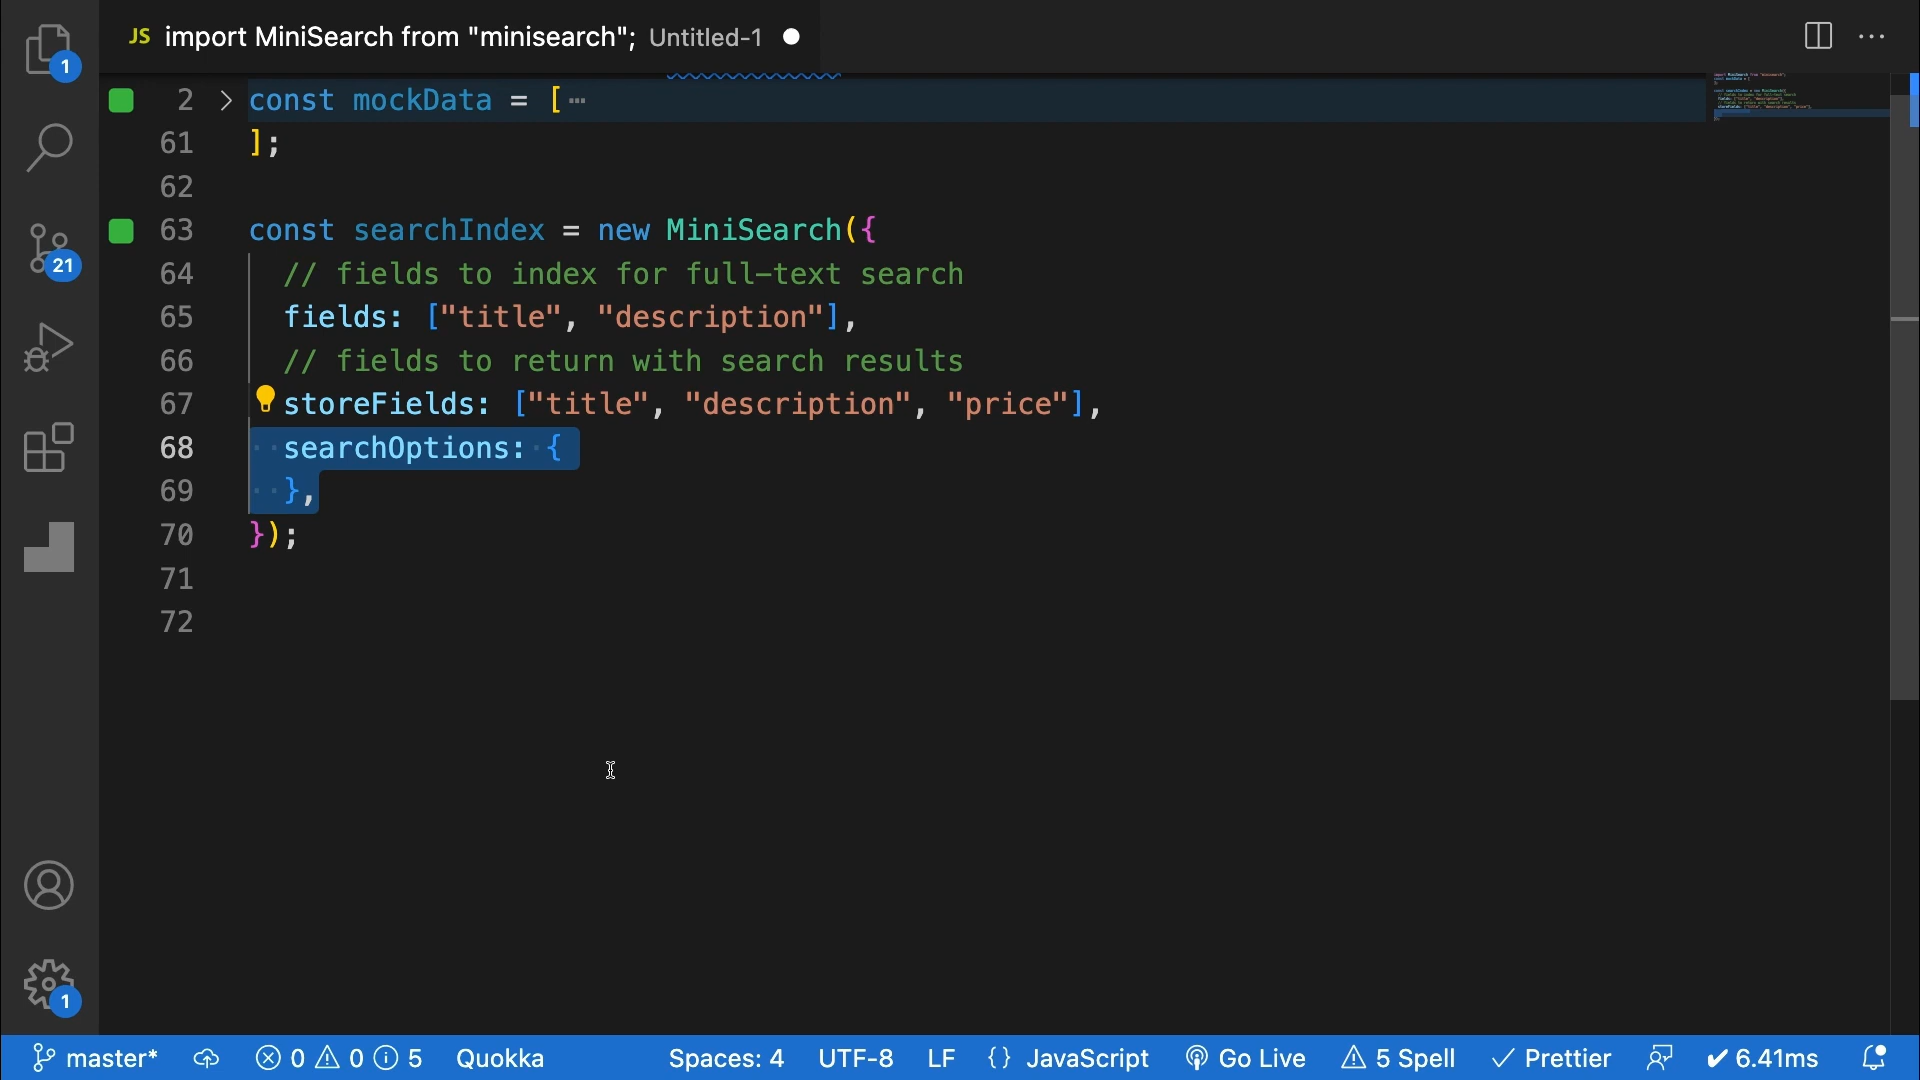 JS import MiniSearch from "minisearch"; Untitled-1
1
2 const mockData = [
61 ];
62
63 const searchIndex = new MiniSearch({
21
64 // fields to index for full-text search
65 fields: ["title", "description"],
66 // fields to return with search results
67 storeFields: ["title", "description", "price"],
68 searchOptions: {
69 },
70 });
71
72
1
master* 0 0 5 Quokka Spaces: 4 UTF-8 LF {} JavaScript Go Live 5 Spell ✓ Prettier ✔ 6.41ms